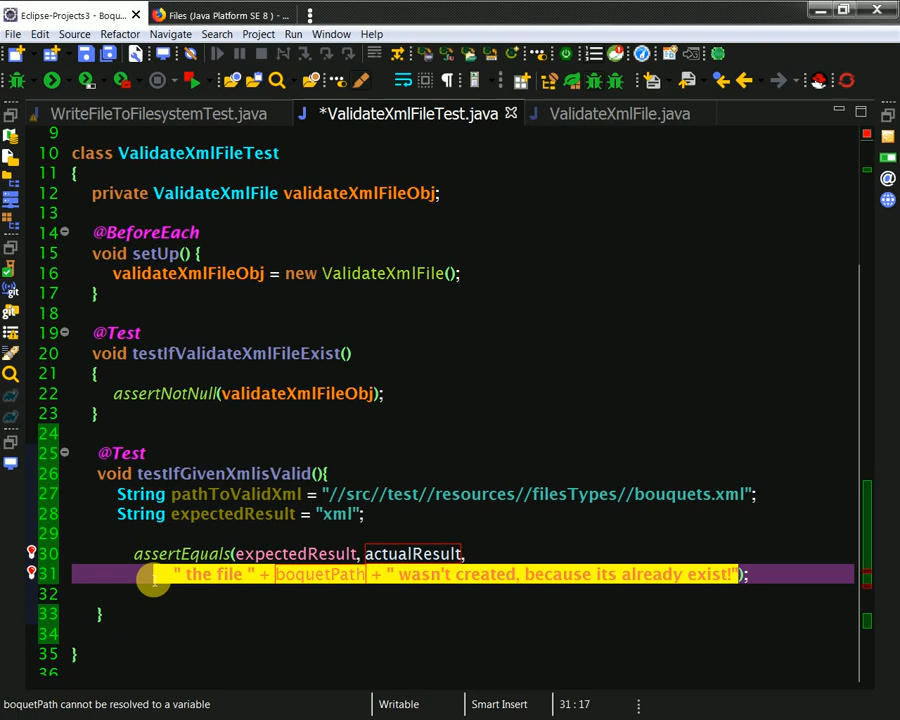 Eclipse-Projects3 - Boq...
Files (Java Platform SE 8 ) - ...
File Edit Source Refactor Navigate Search Project Run Window Help
WriteFileToFilesystemTest.java
*ValidateXmlFileTest.java
ValidateXmlFile.java
9
10 class ValidateXmlFileTest
11 {
12 private ValidateXmlFile validateXmlFileObj;
13
14 @BeforeEach
15 void setUp() {
16 validateXmlFileObj = new ValidateXmlFile();
17 }
18
19 @Test
20 void testIfValidateXmlFileExist()
21 {
22 assertNotNull(validateXmlFileObj);
23 }
24
25 @Test
26 void testIfGivenXmlisValid(){
27 String pathToValidXml = "//src//test//resources//filesTypes//bouquets.xml";
28 String expectedResult = "xml";
29
30 assertEquals(expectedResult, actualResult,
31 " the file " + boquetPath + " wasn't created, because its already exist!");
32
33 }
34
35 }
36
boquetPath cannot be resolved to a variable
Writable
Smart Insert
31 : 17